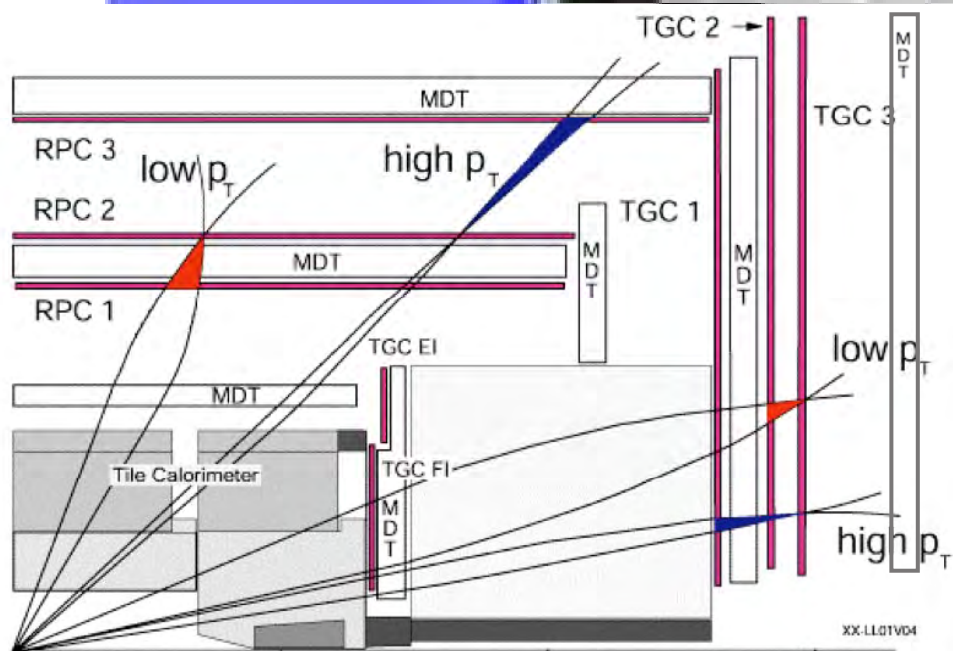 TGC 2
MDT
MDT
TGC 3
RPC 3
low pT
high pT
RPC 2
TGC 1
MDT
MDT
MDT
RPC 1
TGC EI
low pT
MDT
Tile Calorimeter
TGC FI
MDT
high pT
XX-LL01V04